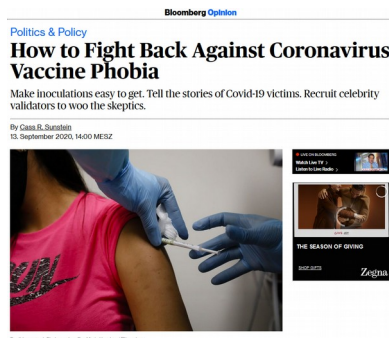 Bloomberg Opinion
Politics & Policy
How to Fight Back Against Coronavirus
Vaccine Phobia
Make inoculations easy to get. Tell the stories of Covid-19 victims. Recruit celebrity
validators to woo the skeptics.
By Cass R. Sunstein
13. September 2020, 14:00 MESZ
LIVE ON BLOOMBERG
Watch Live TV >
Listen to Live Radio >
THE SEASON OF GIVING
SHOP GIFTS
Zegna